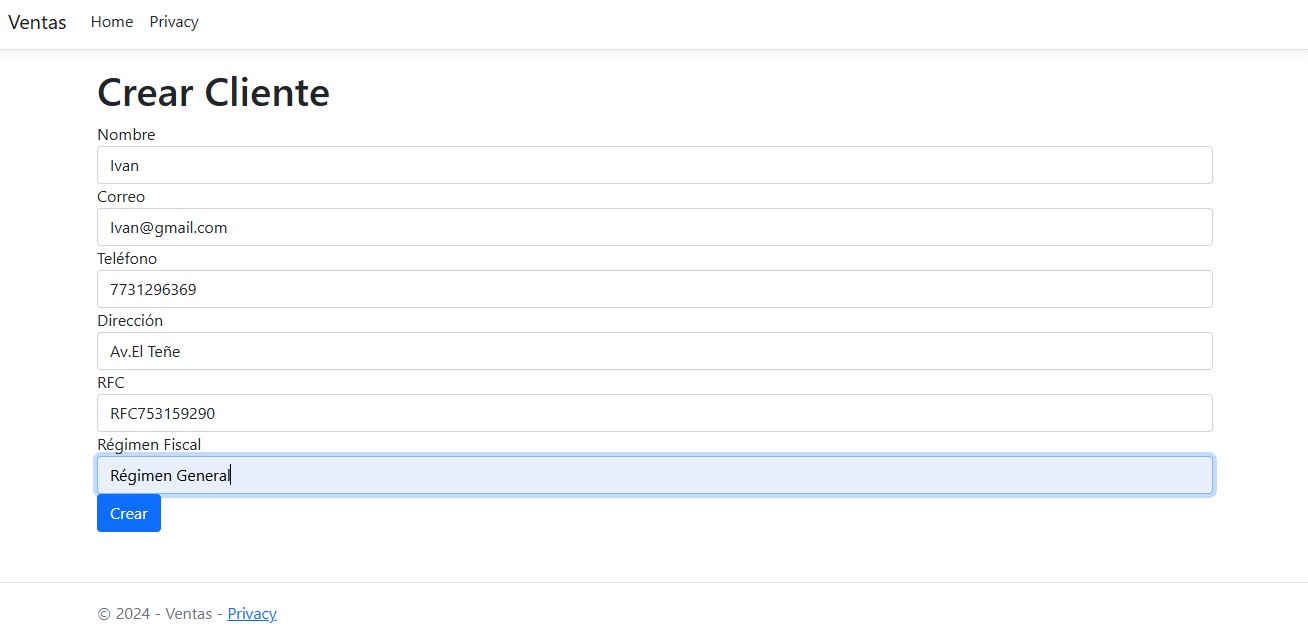 Ventas Home Privacy
Crear Cliente
Nombre
Ivan
Correo
Ivan@gmail.com
Teléfono
7731296369
Dirección
Av.El Teñe
RFC
RFC753159290
Régimen Fiscal
Régimen General
Crear
© 2024 - Ventas - Privacy